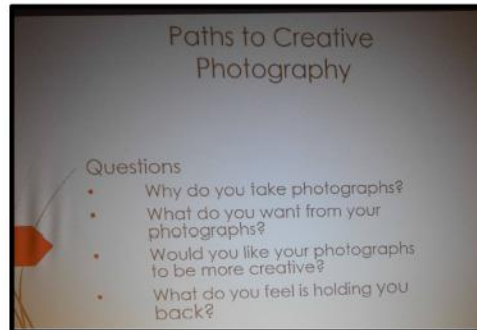 Paths to Creative
Photography
Questions
• Why do you take photographs?
• What do you want from your
photographs?
• Would you like your photographs
to be more creative?
• What do you feel is holding you
back?